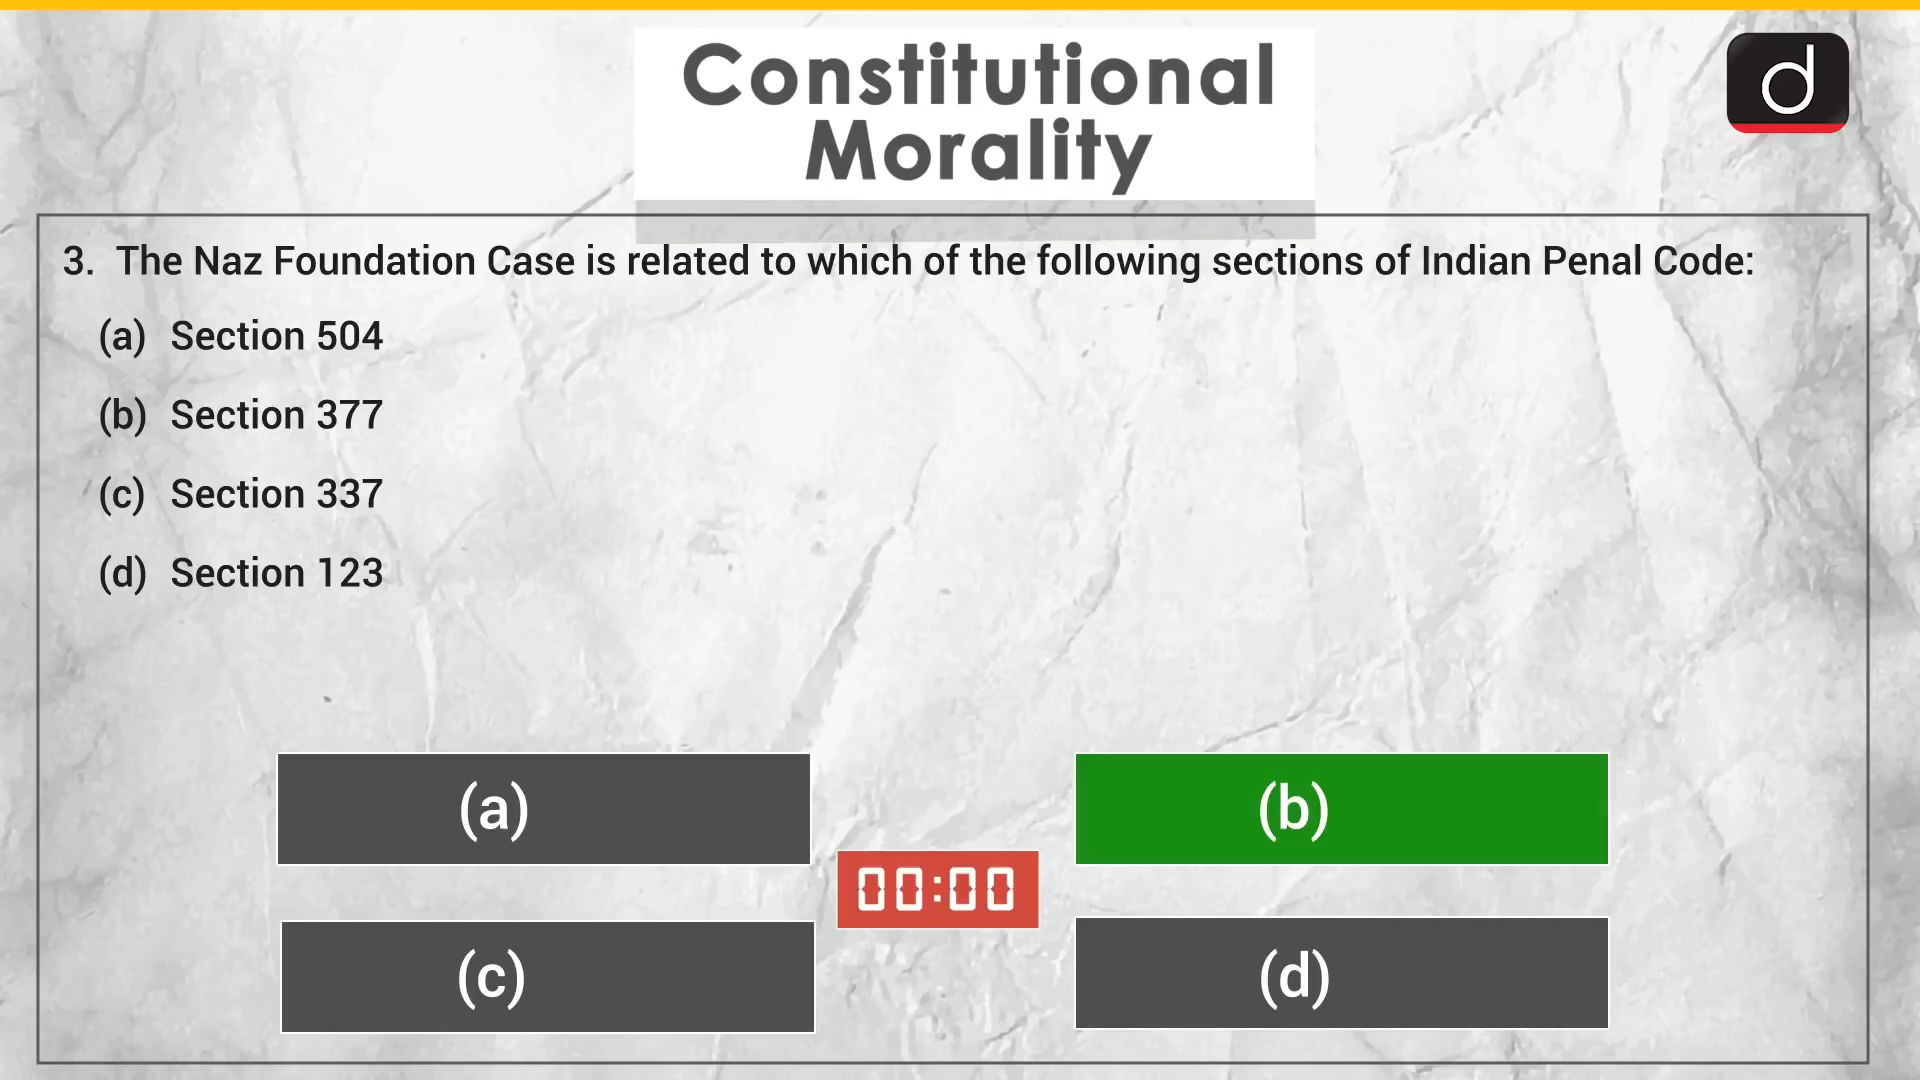 Constitutional
Morality
d
3. The Naz Foundation Case is related to which of the following sections of Indian Penal Code:
(a) Section 504
(b) Section 377
(c) Section 337
(d) Section 123
(a)
(b)
00:00
(c)
(d)